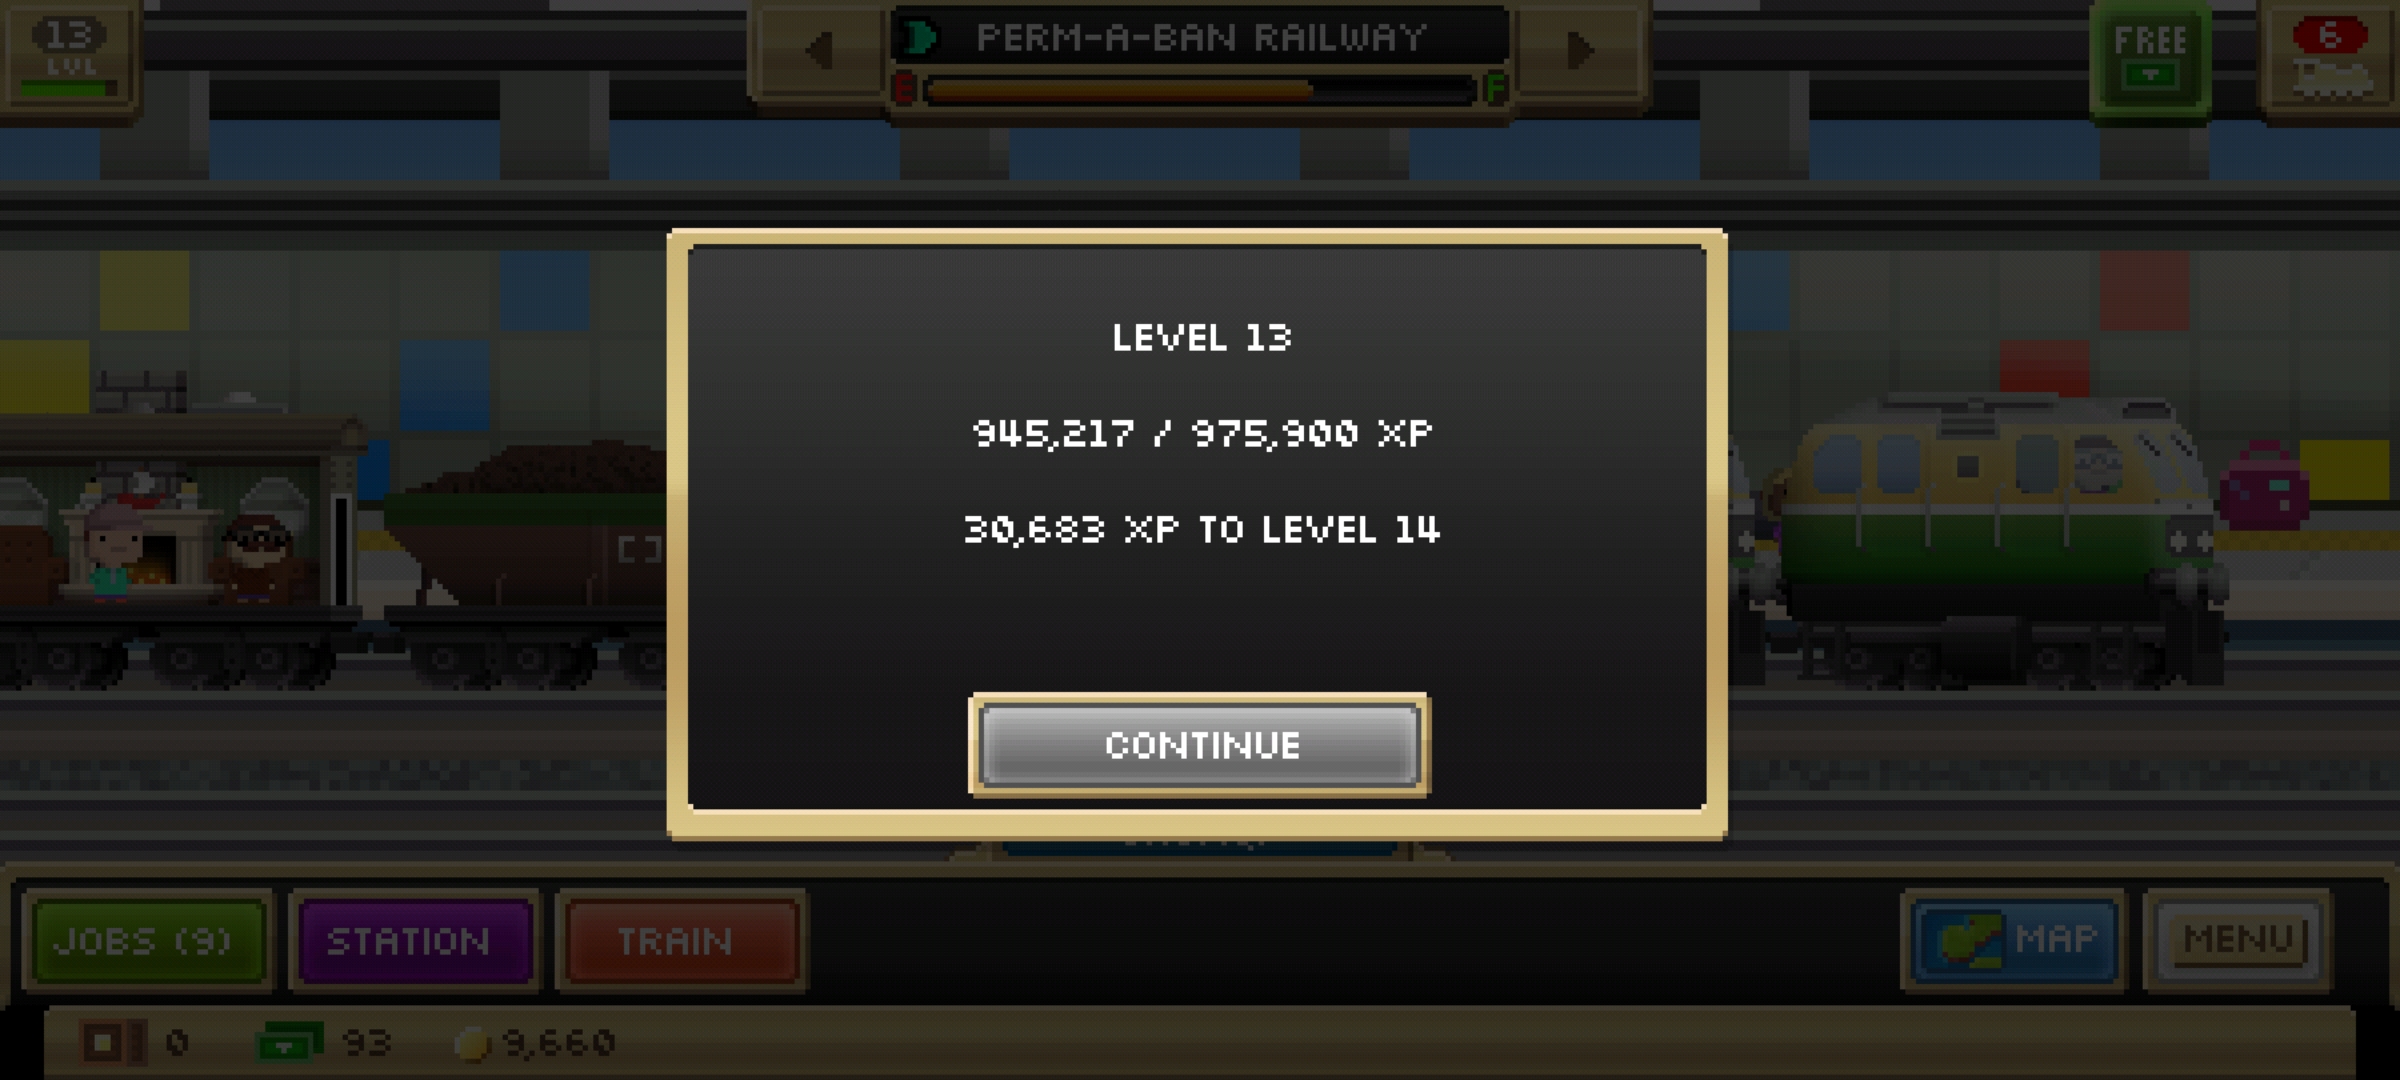 13
LVL
PERM-A-BAN RAILWAY
E
F
FREE
6
LEVEL 13
945,217 / 975,900 XP
30,683 XP TO LEVEL 14
CONTINUE
JOBS (9)
STATION
TRAIN
MAP
MENU
0
93
9,660